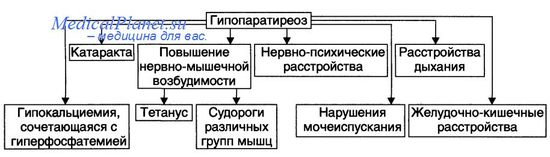 Гипопаратиреоз
MedicalPlanet.su
– медицина для вас.
Катаракта
Повышение
нервно-мышечной
возбудимости
Нервно-психические
расстройства
Расстройства
дыхания
Гипокальциемия,
сочетающаяся с
гиперфосфатемией
Тетанус
Судороги
различных
групп мышц
Нарушения
мочеиспускания
Желудочно-кишечные
расстройства